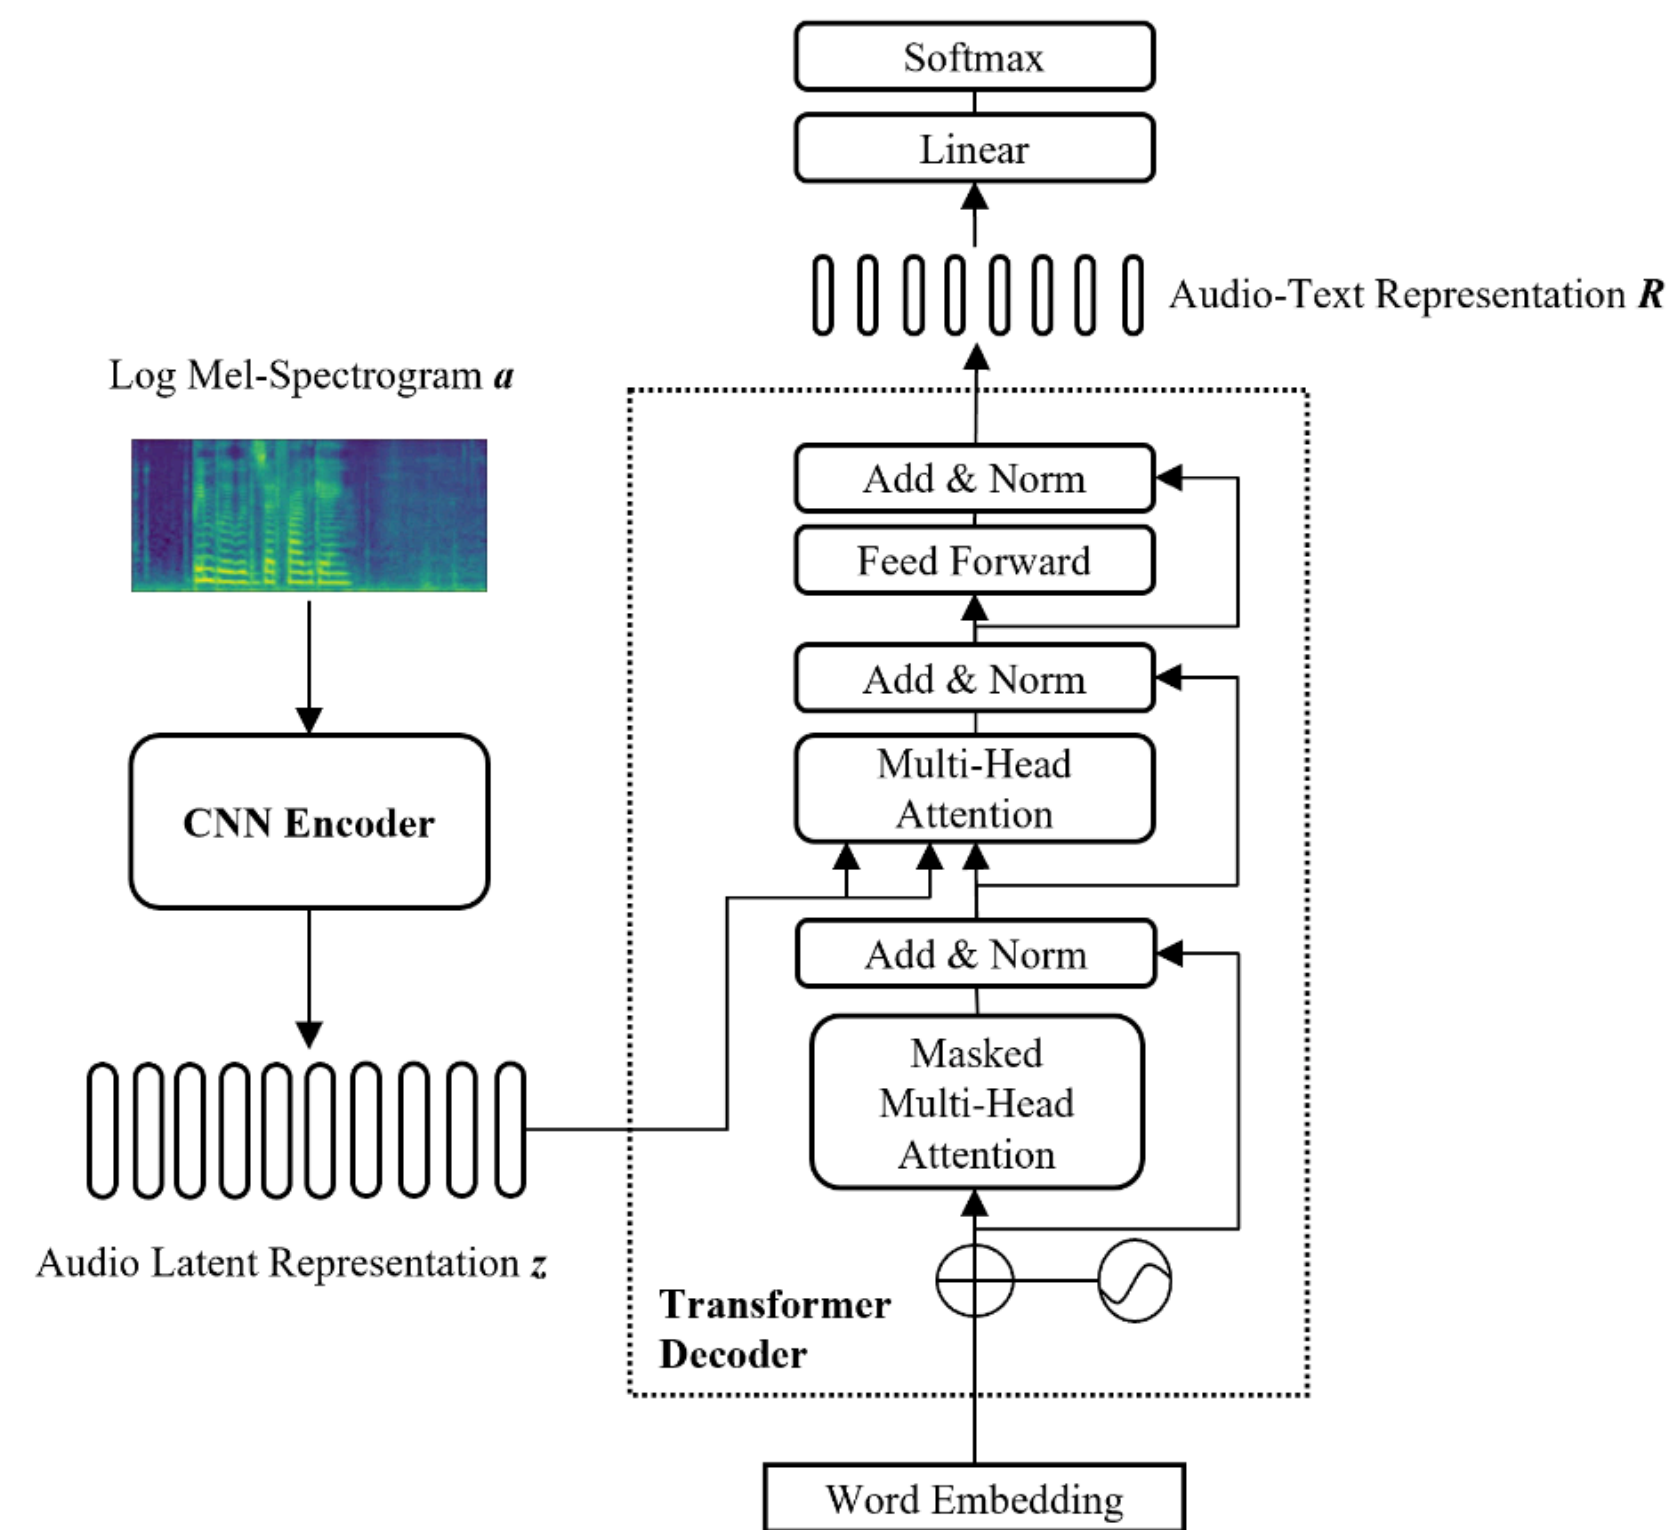 Softmax
Linear
Audio-Text Representation R
Log Mel-Spectrogram a
Add & Norm
Feed Forward
Add & Norm
Multi-Head
Attention
CNN Encoder
Add & Norm
Masked
Multi-Head
Attention
Audio Latent Representation z
Transformer
Decoder
Word Embedding